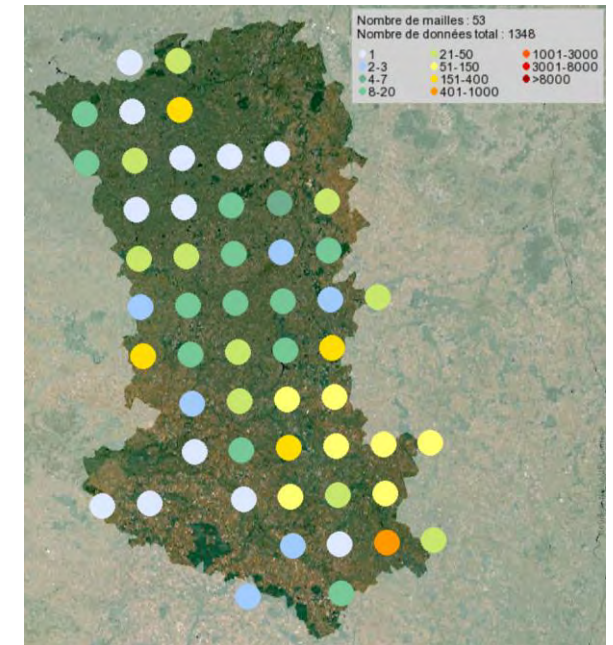 Nombre de mailles : 53
Nombre de données total : 1348
1 21-50 1001-3000
2-3 51-150 3001-8000
4-7 151-400 >8000
8-20 401-1000